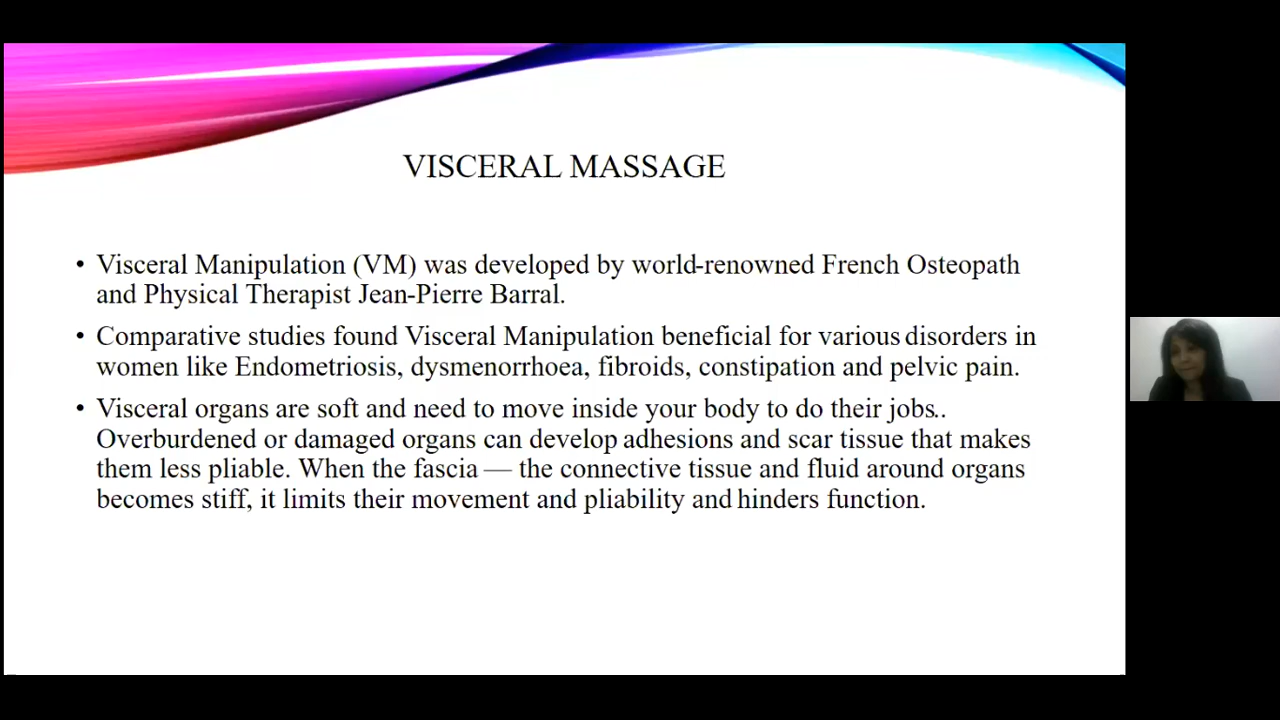 VISCERAL MASSAGE
• Visceral Manipulation (VM) was developed by world-renowned French Osteopath
and Physical Therapist Jean-Pierre Barral.
• Comparative studies found Visceral Manipulation beneficial for various disorders in
women like Endometriosis, dysmenorrhoea, fibroids, constipation and pelvic pain.
• Visceral organs are soft and need to move inside your body to do their jobs..
Overburdened or damaged organs can develop adhesions and scar tissue that makes
them less pliable. When the fascia — the connective tissue and fluid around organs
becomes stiff, it limits their movement and pliability and hinders function.